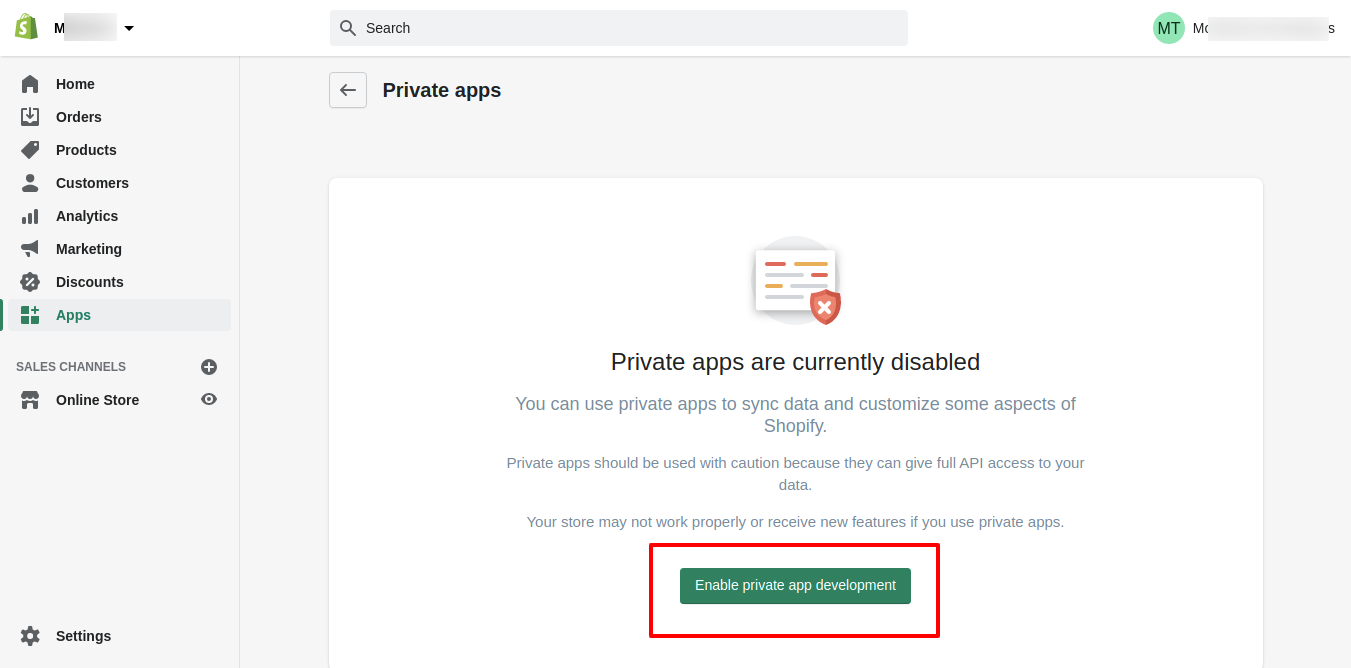 M
Search
MT
Private apps
Home
Orders
Products
Customers
Analytics
Marketing
Discounts
Apps
SALES CHANNELS
Online Store
Settings
Private apps are currently disabled
You can use private apps to sync data and customize some aspects of
Shopify.
Private apps should be used with caution because they can give full API access to your
data.
Your store may not work properly or receive new features if you use private apps.
Enable private app development